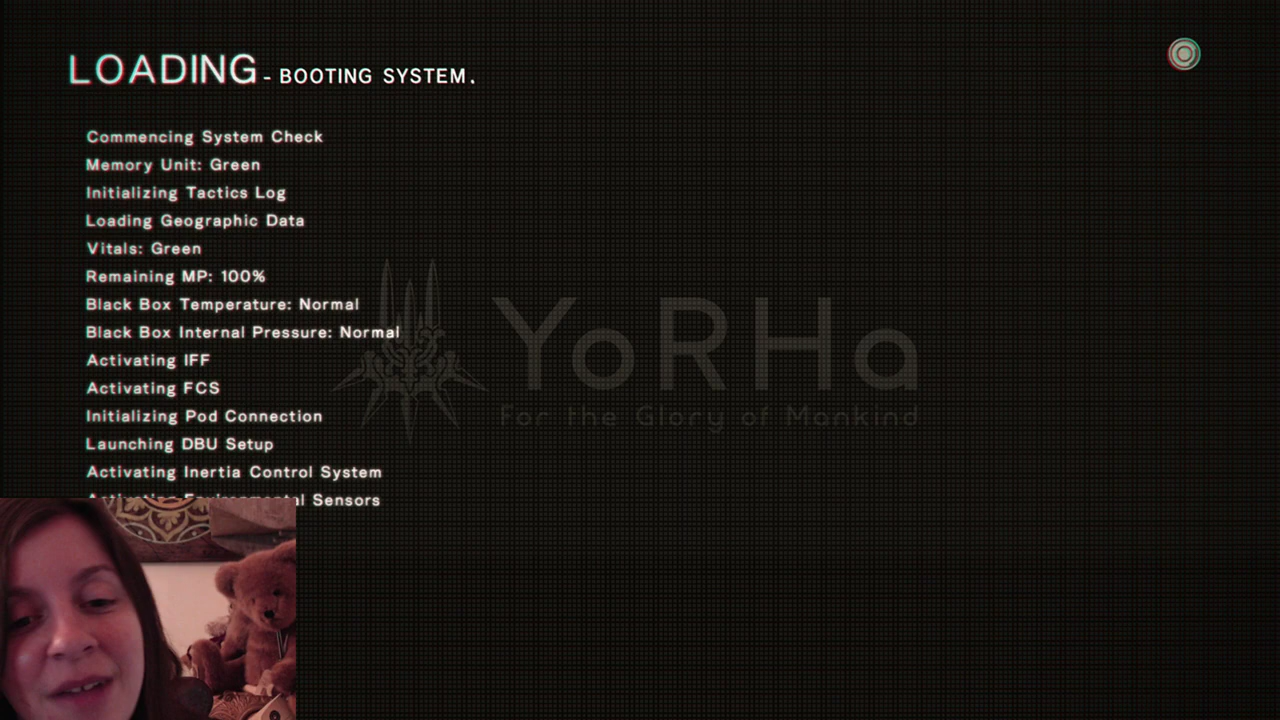 LOADING - BOOTING SYSTEM.
Commencing System Check
Memory Unit: Green
Initializing Tactics Log
Loading Geographic Data
Vitals: Green
Remaining MP: 100%
Black Box Temperature: Normal
Black Box Internal Pressure: Normal
Activating IFF
Activating FCS
Initializing Pod Connection
Launching DBU Setup
Activating Inertia Control System
Activating Environmental Sensors
YoRHa
For the Glory of Mankind